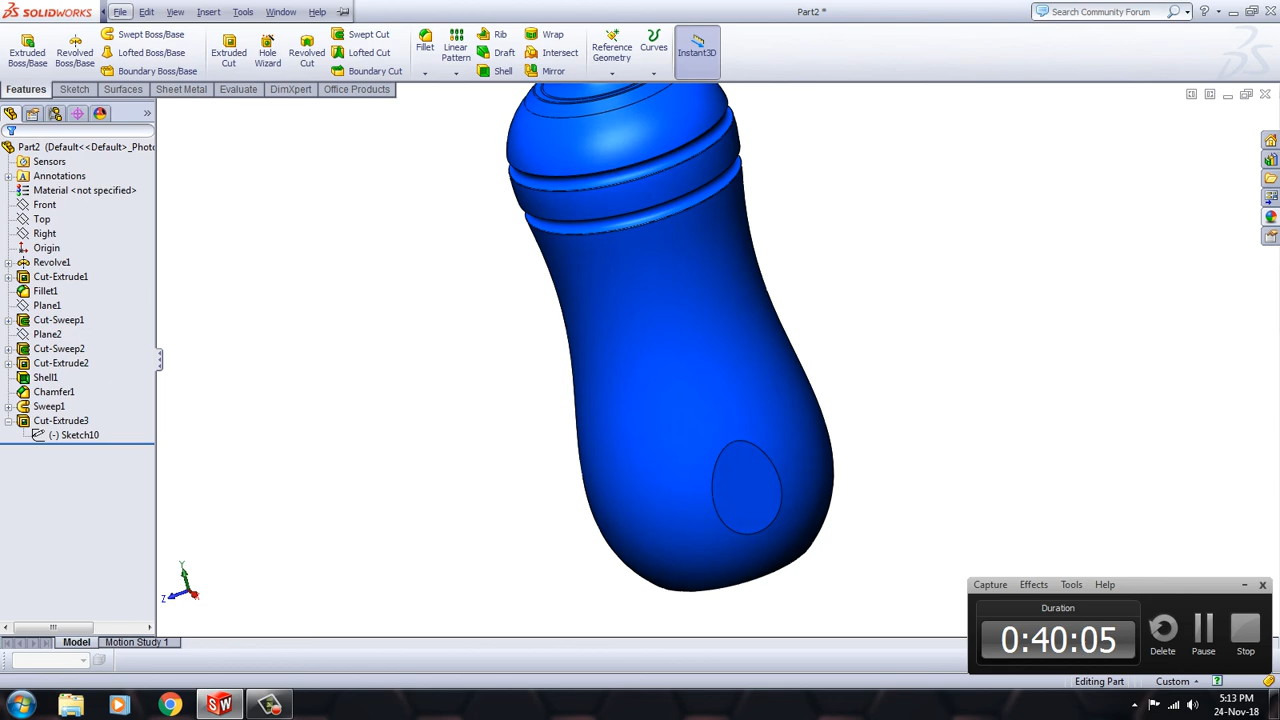 SOLIDWORKS
File Edit View Insert Tools Window Help
Part2 *
Search Community Forum
?
Extruded Boss/Base
Revolved Boss/Base
Swept Boss/Base
Lofted Boss/Base
Boundary Boss/Base
Extruded Cut
Hole Wizard
Revolved Cut
Swept Cut
Lofted Cut
Boundary Cut
Fillet
Linear Pattern
Rib
Draft
Shell
Wrap
Intersect
Mirror
Reference Geometry
Curves
Instant3D
Features Sketch Surfaces Sheet Metal Evaluate DimXpert Office Products
Part2 (Default<<Default>_Photo
Sensors
Annotations
Material <not specified>
Front
Top
Right
Origin
Revolve1
Cut-Extrude1
Fillet1
Plane1
Cut-Sweep1
Plane2
Cut-Sweep2
Cut-Extrude2
Shell1
Chamfer1
Sweep1
Cut-Extrude3
(-) Sketch10
Y
Z
Model Motion Study 1
Capture Effects Tools Help
Duration
0:40:05
Delete Pause Stop
Editing Part Custom ?
SW
5:13 PM
24-Nov-18